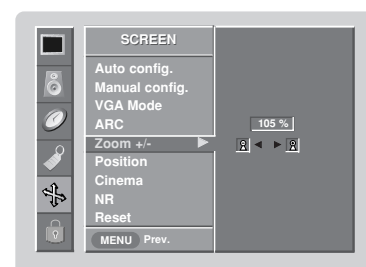 SCREEN
Auto config.
Manual config.
VGA Mode
ARC
105 %
Zoom +/-
Position
Cinema
NR
Reset
MENU Prev.